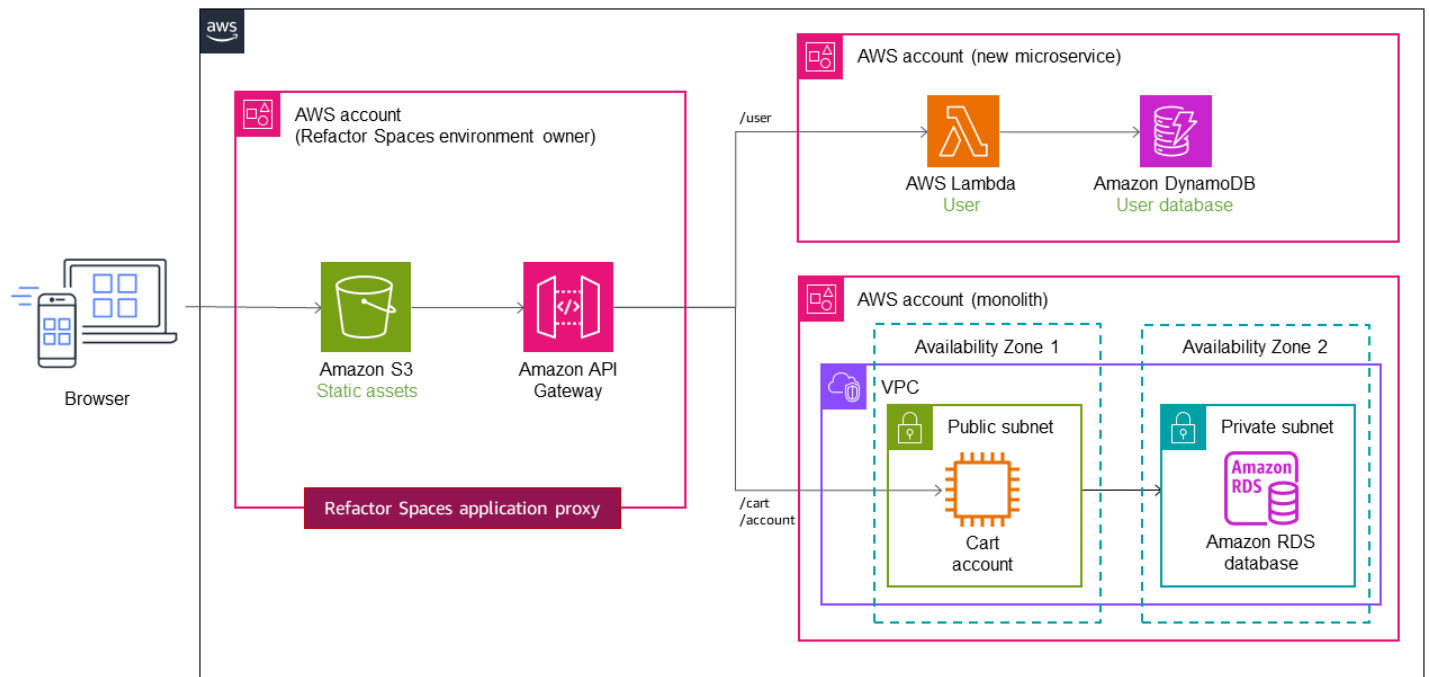 aws
AWS account (new microservice)
AWS account
(Refactor Spaces environment owner)
/user
AWS Lambda
User
Amazon DynamoDB
User database
AWS account (monolith)
Availability Zone 1
Availability Zone 2
Amazon S3
Static assets
Amazon API
Gateway
Browser
VPC
Public subnet
Private subnet
Amazon
RDS
Refactor Spaces application proxy
/cart
/account
Cart
account
Amazon RDS
database